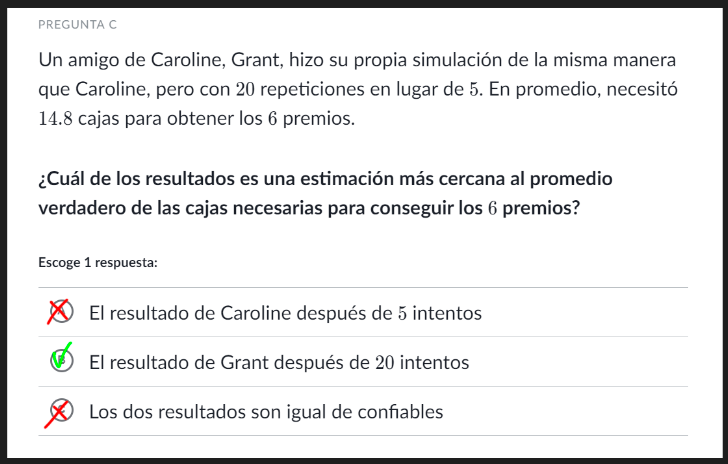 PREGUNTA C
Un amigo de Caroline, Grant, hizo su propia simulación de la misma manera
que Caroline, pero con 20 repeticiones en lugar de 5. En promedio, necesitó
14.8 cajas para obtener los 6 premios.
¿Cuál de los resultados es una estimación más cercana al promedio
verdadero de las cajas necesarias para conseguir los 6 premios?
Escoge 1 respuesta:
El resultado de Caroline después de 5 intentos
B El resultado de Grant después de 20 intentos
Los dos resultados son igual de confiables